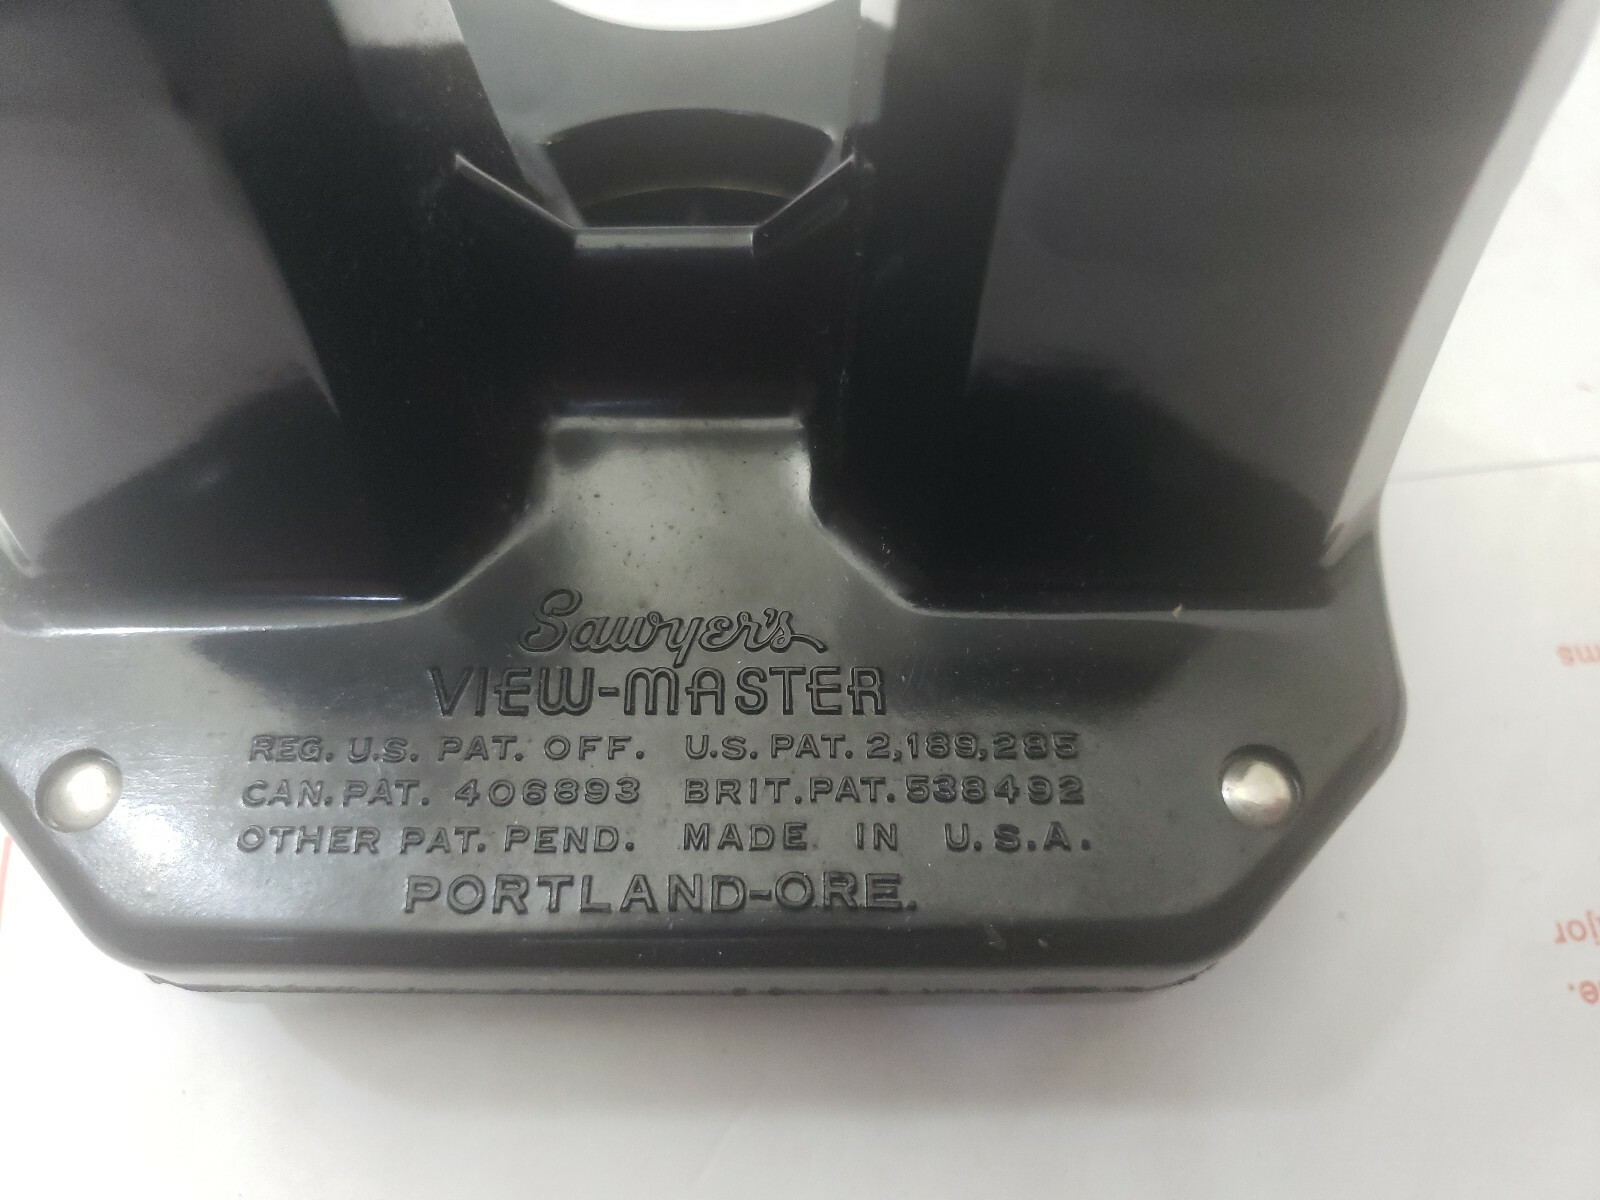 Sawyer's
VIEW-MASTER
REG. U.S. PAT. OFF. U.S. PAT. 2,189,285
CAN. PAT. 406893 BRIT. PAT. 538492
OTHER PAT. PEND. MADE IN U.S.A.
PORTLAND-ORE.